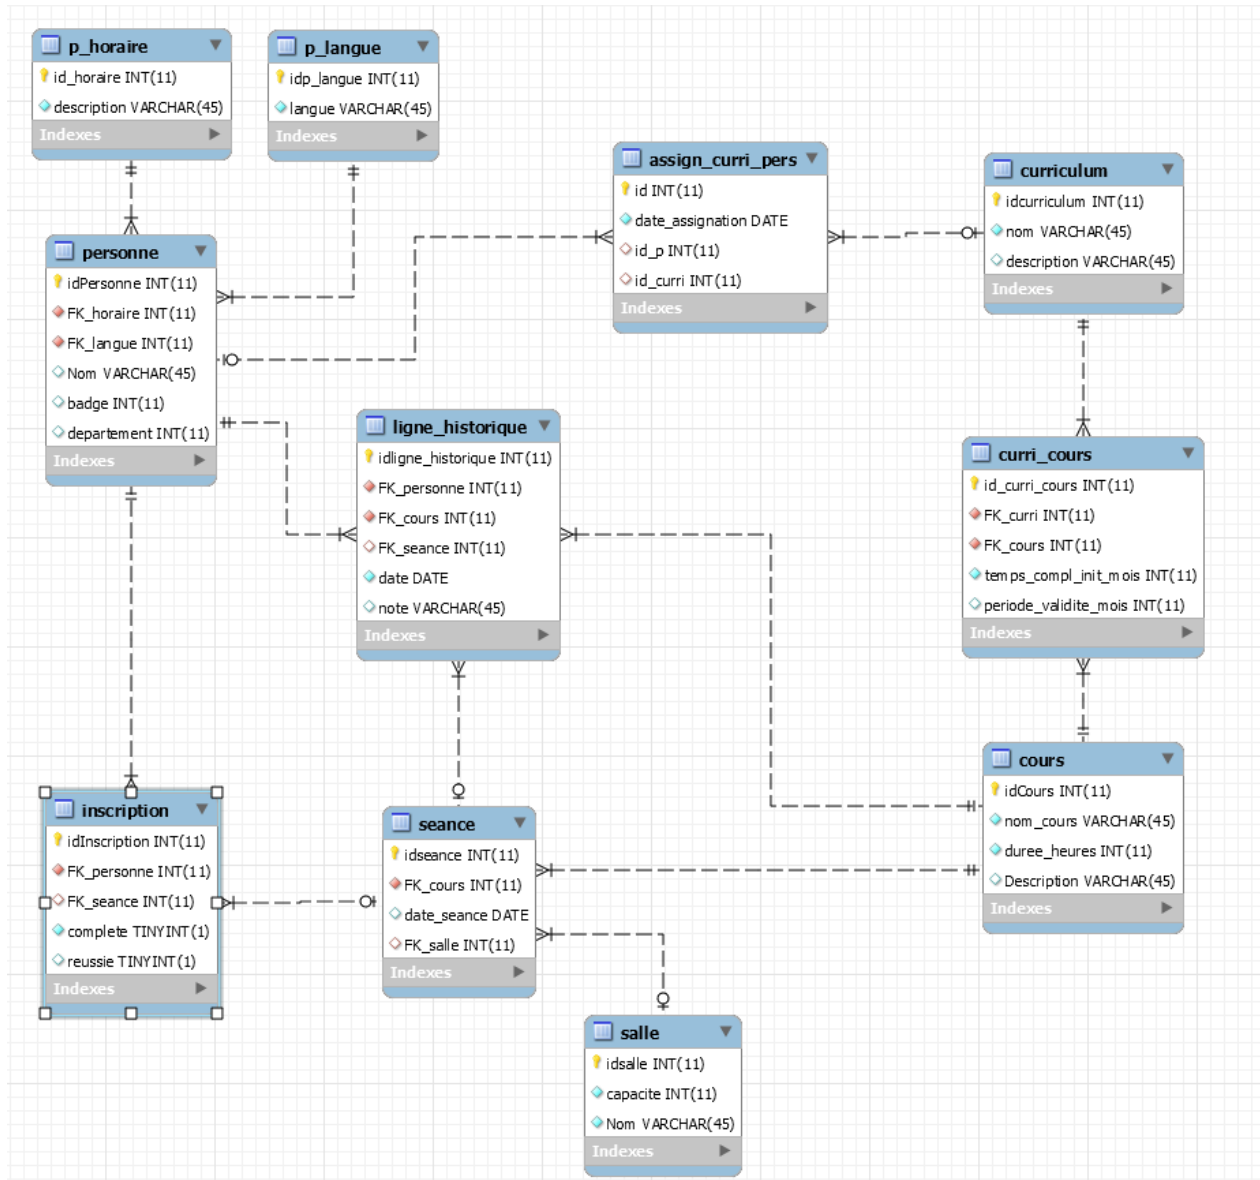 p_horaire
id_horaire INT(11)
description VARCHAR(45)
Indexes
p_langue
idp_langue INT(11)
langue VARCHAR(45)
Indexes
assign_curri_pers
id INT(11)
date_assignation DATE
id_p INT(11)
id_curri INT(11)
Indexes
curriculum
idcurriculum INT(11)
nom VARCHAR(45)
description VARCHAR(45)
Indexes
personne
idPersonne INT(11)
FK_horaire INT(11)
FK_langue INT(11)
Nom VARCHAR(45)
badge INT(11)
departement INT(11)
Indexes
ligne_historique
idligne_historique INT(11)
FK_personne INT(11)
FK_cours INT(11)
FK_seance INT(11)
date DATE
note VARCHAR(45)
Indexes
curri_cours
id_curri_cours INT(11)
FK_curri INT(11)
FK_cours INT(11)
temps_compl_init_mois INT(11)
periode_validite_mois INT(11)
Indexes
inscription
idInscription INT(11)
FK_personne INT(11)
FK_seance INT(11)
complete TINYINT(1)
reussie TINYINT(1)
Indexes
seance
idseance INT(11)
FK_cours INT(11)
date_seance DATE
FK_salle INT(11)
Indexes
cours
idCours INT(11)
nom_cours VARCHAR(45)
duree_heures INT(11)
Description VARCHAR(45)
Indexes
salle
idsalle INT(11)
capacite INT(11)
Nom VARCHAR(45)
Indexes